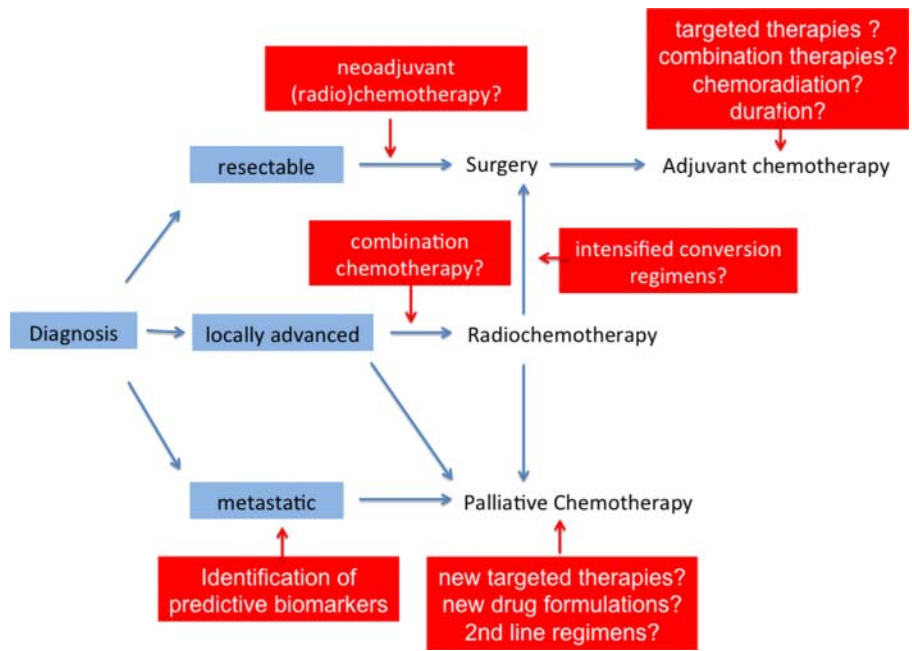 targeted therapies ?
combination therapies?
chemoradiation?
duration?
neoadjuvant
(radio)chemotherapy?
resectable
Surgery
Adjuvant chemotherapy
combination
chemotherapy?
intensified conversion
regimens?
Diagnosis
locally advanced
Radiochemotherapy
metastatic
Palliative Chemotherapy
Identification of
predictive biomarkers
new targeted therapies?
new drug formulations?
2nd line regimens?